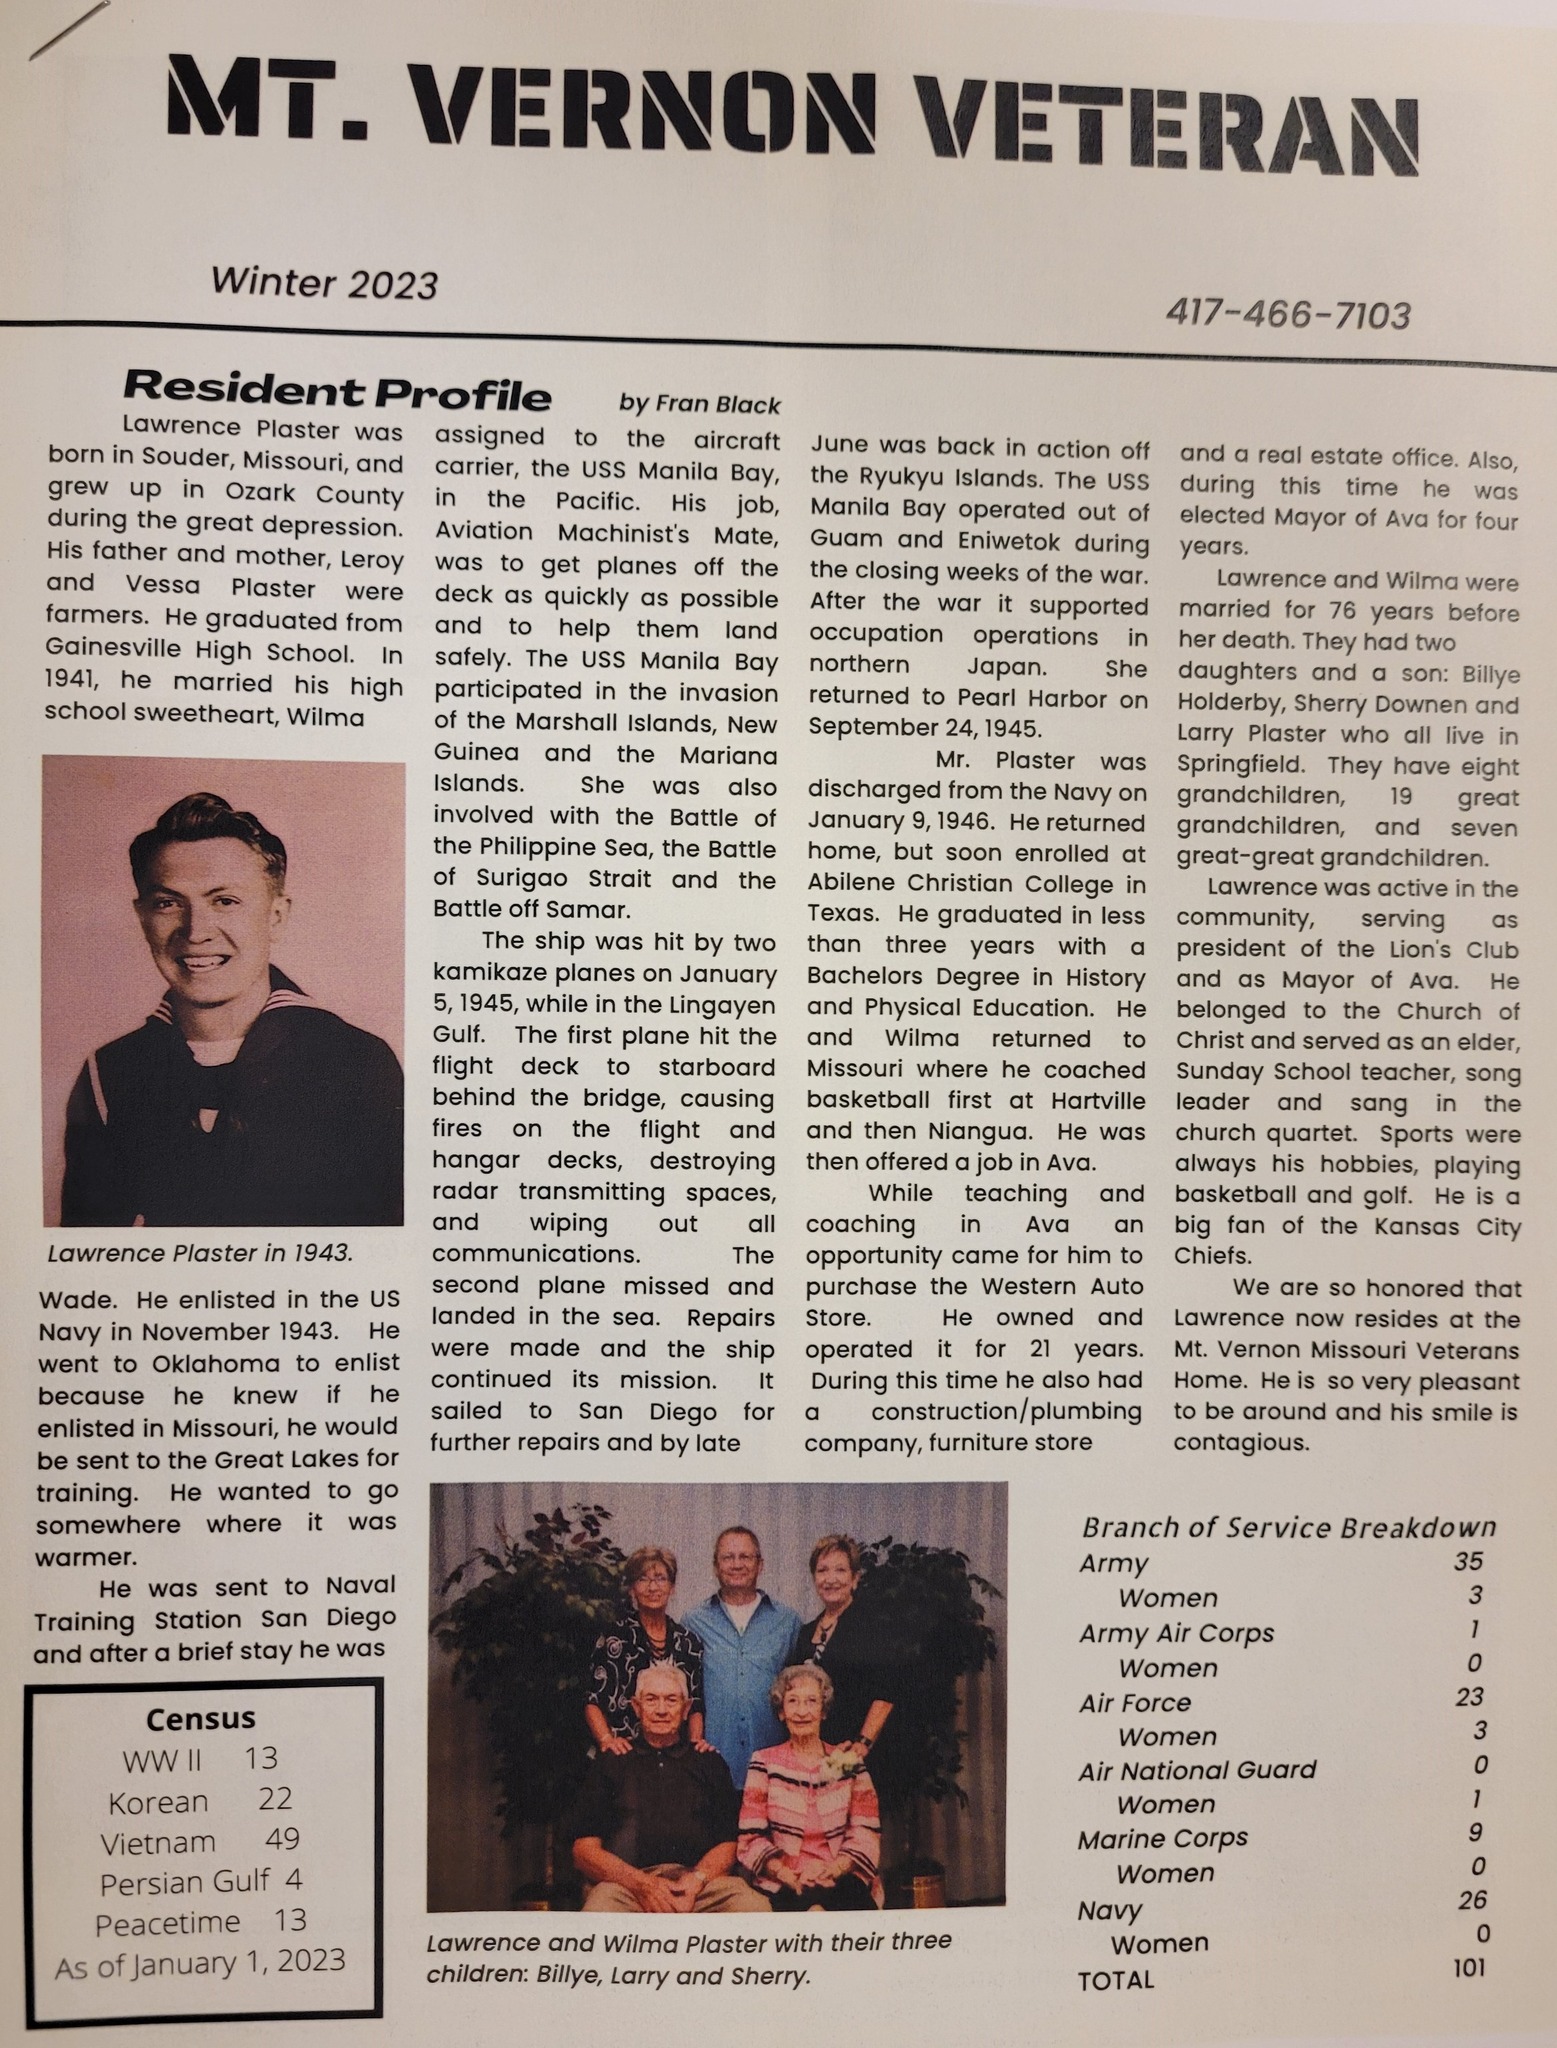 MT. VERNON VETERAN
Winter 2023
417-466-7103
Resident Profile
by Fran Black
Lawrence Plaster was
born in Souder, Missouri, and
grew up in Ozark County
during the great depression.
His father and mother, Leroy
and Vessa Plaster were
farmers. He graduated from
Gainesville High School. In
1941, he married his high
school sweetheart, Wilma
Lawrence Plaster in 1943.
Wade. He enlisted in the US
Navy in November 1943. He
went to Oklahoma to enlist
because he knew if he
enlisted in Missouri, he would
be sent to the Great Lakes for
training. He wanted to go
somewhere where it was
warmer.
He was sent to Naval
Training Station San Diego
and after a brief stay he was
assigned to the aircraft
carrier, the USS Manila Bay,
in the Pacific. His job,
Aviation Machinist's Mate,
was to get planes off the
deck as quickly as possible
and to help them land
safely. The USS Manila Bay
participated in the invasion
of the Marshall Islands, New
Guinea and the Mariana
Islands. She was also
involved with the Battle of
the Philippine Sea, the Battle
of Surigao Strait and the
Battle off Samar.
The ship was hit by two
kamikaze planes on January
5, 1945, while in the Lingayen
Gulf. The first plane hit the
flight deck to starboard
behind the bridge, causing
fires on the flight and
hangar decks, destroying
radar transmitting spaces,
and wiping out all
communications. The
second plane missed and
landed in the sea. Repairs
were made and the ship
continued its mission. It
sailed to San Diego for
further repairs and by late
June was back in action off
the Ryukyu Islands. The USS
Manila Bay operated out of
Guam and Eniwetok during
the closing weeks of the war.
After the war it supported
occupation operations in
northern Japan. She
returned to Pearl Harbor on
September 24, 1945.
Mr. Plaster was
discharged from the Navy on
January 9, 1946. He returned
home, but soon enrolled at
Abilene Christian College in
Texas. He graduated in less
than three years with a
Bachelors Degree in History
and Physical Education. He
and Wilma returned to
Missouri where he coached
basketball first at Hartville
and then Niangua. He was
then offered a job in Ava.
While teaching and
coaching in Ava an
opportunity came for him to
purchase the Western Auto
Store. He owned and
operated it for 21 years.
During this time he also had
a construction/plumbing
company, furniture store
and a real estate office. Also,
during this time he was
elected Mayor of Ava for four
years.
Lawrence and Wilma were
married for 76 years before
her death. They had two
daughters and a son: Billye
Holderby, Sherry Downen and
Larry Plaster who all live in
Springfield. They have eight
grandchildren, 19 great
grandchildren, and seven
great-great grandchildren.
Lawrence was active in the
community, serving as
president of the Lion's Club
and as Mayor of Ava. He
belonged to the Church of
Christ and served as an elder,
Sunday School teacher, song
leader and sang in the
church quartet. Sports were
always his hobbies, playing
basketball and golf. He is a
big fan of the Kansas City
Chiefs.
We are so honored that
Lawrence now resides at the
Mt. Vernon Missouri Veterans
Home. He is so very pleasant
to be around and his smile is
contagious.
Census
WW II 13
Korean 22
Vietnam 49
Persian Gulf 4
Peacetime 13
As of January 1, 2023
Lawrence and Wilma Plaster with their three
children: Billye, Larry and Sherry.
Branch of Service Breakdown
Army 35
Women 3
Army Air Corps 1
Women 0
Air Force 23
Women 3
Air National Guard 0
Women 1
Marine Corps 9
Women 0
Navy 26
Women 0
TOTAL 101